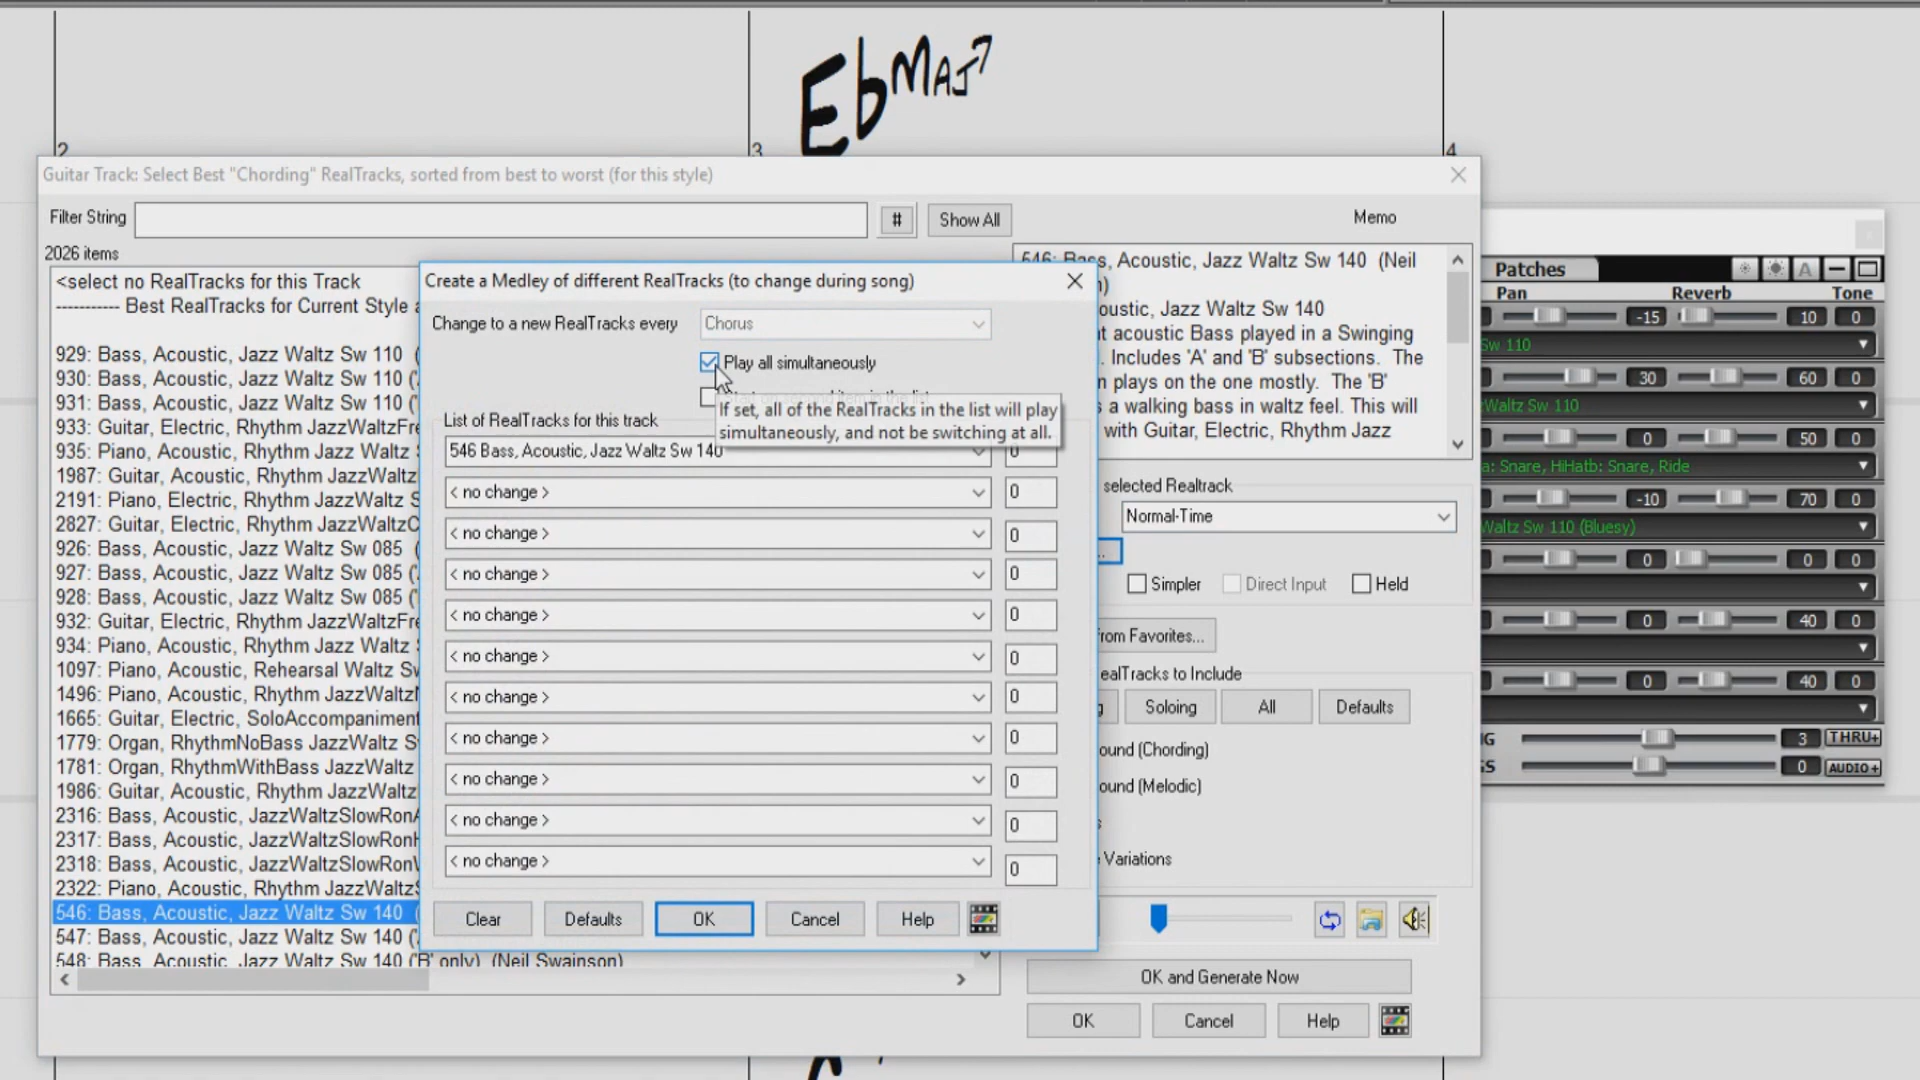 EbMAJ7
2
3
4
Guitar Track: Select Best "Chording" RealTracks, sorted from best to worst (for this style)
Filter String
#
Show All
Memo
2026 items
<select no RealTracks for this Track
----------- Best RealTracks for Current Style a
929: Bass, Acoustic, Jazz Waltz Sw 110 (
930: Bass, Acoustic, Jazz Waltz Sw 110 ('
931: Bass, Acoustic, Jazz Waltz Sw 110 ('
933: Guitar, Electric, Rhythm JazzWaltzFre
935: Piano, Acoustic, Rhythm Jazz Waltz S
1987: Guitar, Acoustic, Rhythm JazzWaltz
2191: Piano, Electric, Rhythm JazzWaltz S
2827: Guitar, Electric, Rhythm JazzWaltzC
926: Bass, Acoustic, Jazz Waltz Sw 085 (
927: Bass, Acoustic, Jazz Waltz Sw 085 ('
928: Bass, Acoustic, Jazz Waltz Sw 085 ('
932: Guitar, Electric, Rhythm JazzWaltzFre
934: Piano, Acoustic, Rhythm Jazz Waltz S
1097: Piano, Acoustic, Rehearsal Waltz Sw
1496: Piano, Acoustic, Rhythm JazzWaltzN
1665: Guitar, Electric, SoloAccompaniment
1779: Organ, RhythmNoBass JazzWaltz S
1781: Organ, RhythmWithBass JazzWaltz
1986: Guitar, Acoustic, Rhythm JazzWaltz
2316: Bass, Acoustic, JazzWaltzSlowRonA
2317: Bass, Acoustic, JazzWaltzSlowRonH
2318: Bass, Acoustic, JazzWaltzSlowRonW
2322: Piano, Acoustic, Rhythm JazzWaltzS
546: Bass, Acoustic, Jazz Waltz Sw 140 (
547: Bass, Acoustic, Jazz Waltz Sw 140 ('
548: Bass, Acoustic, Jazz Waltz Sw 140 ('B' only) (Neil Swainson)
Create a Medley of different RealTracks (to change during song)
Change to a new RealTracks every
Chorus
Play all simultaneously
If set, all of the RealTracks in the list will play
simultaneously, and not be switching at all.
List of RealTracks for this track
546 Bass, Acoustic, Jazz Waltz Sw 140
0
< no change >
0
< no change >
0
< no change >
0
< no change >
0
< no change >
0
< no change >
0
< no change >
0
< no change >
0
< no change >
0
< no change >
0
Clear
Defaults
OK
Cancel
Help
546: Bass, Acoustic, Jazz Waltz Sw 140 (Neil
n)
oustic, Jazz Waltz Sw 140
at acoustic Bass played in a Swinging
. Includes 'A' and 'B' subsections. The
n plays on the one mostly. The 'B'
s a walking bass in waltz feel. This will
with Guitar, Electric, Rhythm Jazz
selected Realtrack
Normal-Time
..
Simpler
Direct Input
Held
from Favorites...
ealTracks to Include
g
Soloing
All
Defaults
ound (Chording)
ound (Melodic)
s
e Variations
OK and Generate Now
OK
Cancel
Help
Patches
A
Pan
Reverb
Tone
-15
10
0
Sw 110
30
60
0
Waltz Sw 110
0
50
0
a: Snare, HiHatb: Snare, Ride
-10
70
0
Waltz Sw 110 (Bluesy)
0
0
0
0
40
0
0
40
0
G
3
THRU+
S
0
AUDIO+